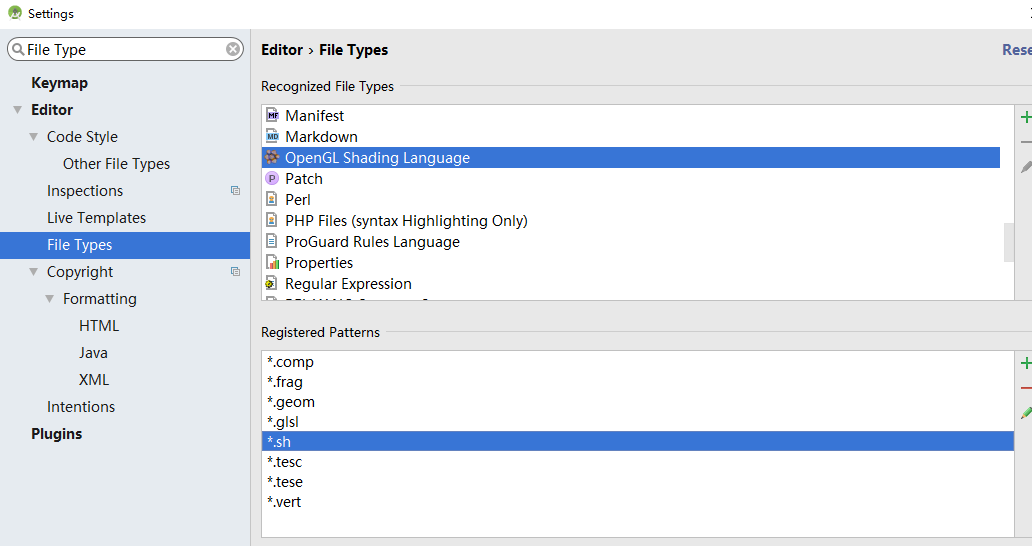 Settings
File Type
Keymap
Editor
Code Style
Other File Types
Inspections
Live Templates
File Types
Copyright
Formatting
HTML
Java
XML
Intentions
Plugins
Editor › File Types
Rese
Recognized File Types
MF Manifest
MD Markdown
OpenGL Shading Language
P Patch
Perl
PHP Files (syntax Highlighting Only)
ProGuard Rules Language
Properties
Regular Expression
Registered Patterns
*.comp
*.frag
*.geom
*.glsl
*.sh
*.tesc
*.tese
*.vert